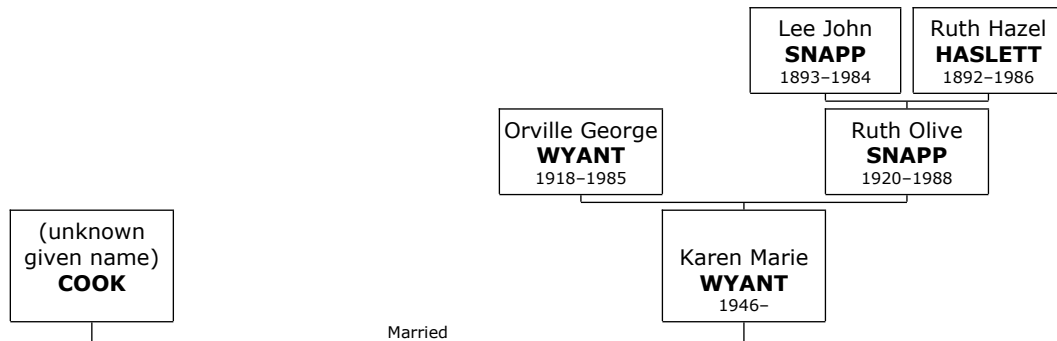 Lee John
SNAPP
1893–1984
Ruth Hazel
HASLETT
1892–1986
Orville George
WYANT
1918–1985
Ruth Olive
SNAPP
1920–1988
(unknown
given name)
COOK
Karen Marie
WYANT
1946–
Married